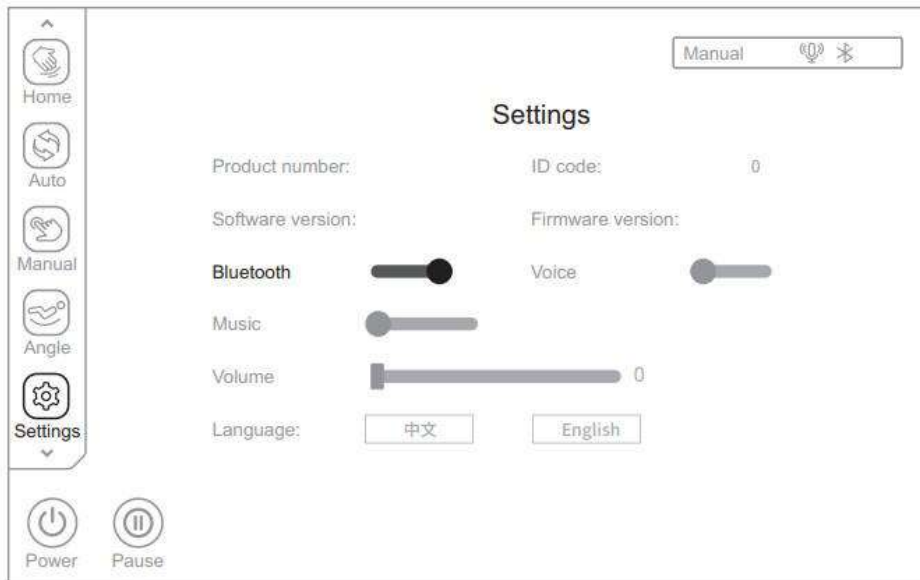 Home
Auto
Manual
Angle
Settings
Power
Pause
Manual
Settings
Product number:
ID code: 0
Software version:
Firmware version:
Bluetooth
Voice
Music
Volume 0
Language: 中文 English